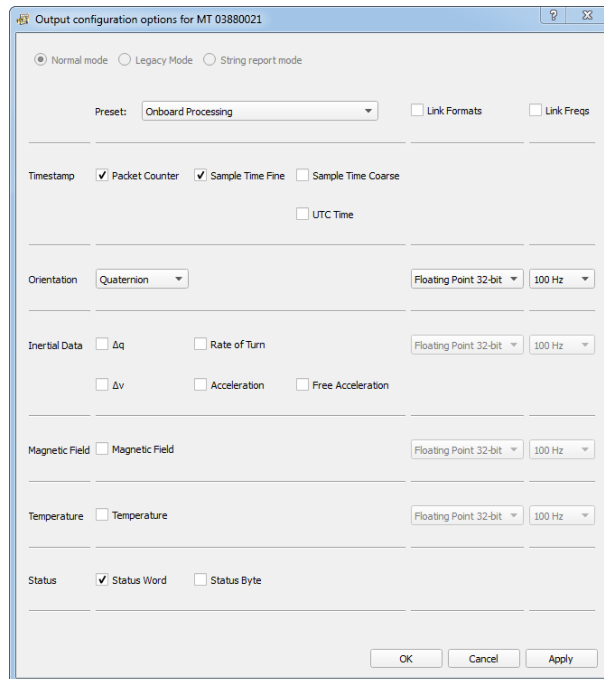 Output configuration options for MT 03880021
Normal mode Legacy Mode String report mode
Preset: Onboard Processing Link Formats Link Freqs
Timestamp Packet Counter Sample Time Fine Sample Time Coarse
UTC Time
Orientation Quaternion Floating Point 32-bit 100 Hz
Inertial Data Δq Rate of Turn Floating Point 32-bit 100 Hz
Δv Acceleration Free Acceleration
Magnetic Field Magnetic Field Floating Point 32-bit 100 Hz
Temperature Temperature Floating Point 32-bit 100 Hz
Status Status Word Status Byte
OK Cancel Apply